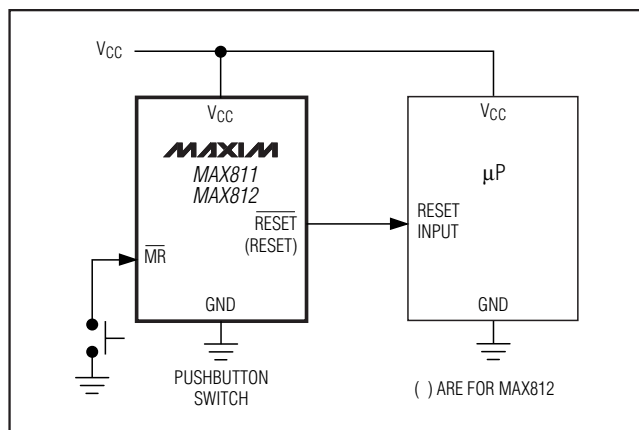 VCC
VCC
MAXIM
MAX811
MAX812
RESET
(RESET)
MR
GND
PUSHBUTTON
SWITCH
VCC
μP
RESET
INPUT
GND
( ) ARE FOR MAX812